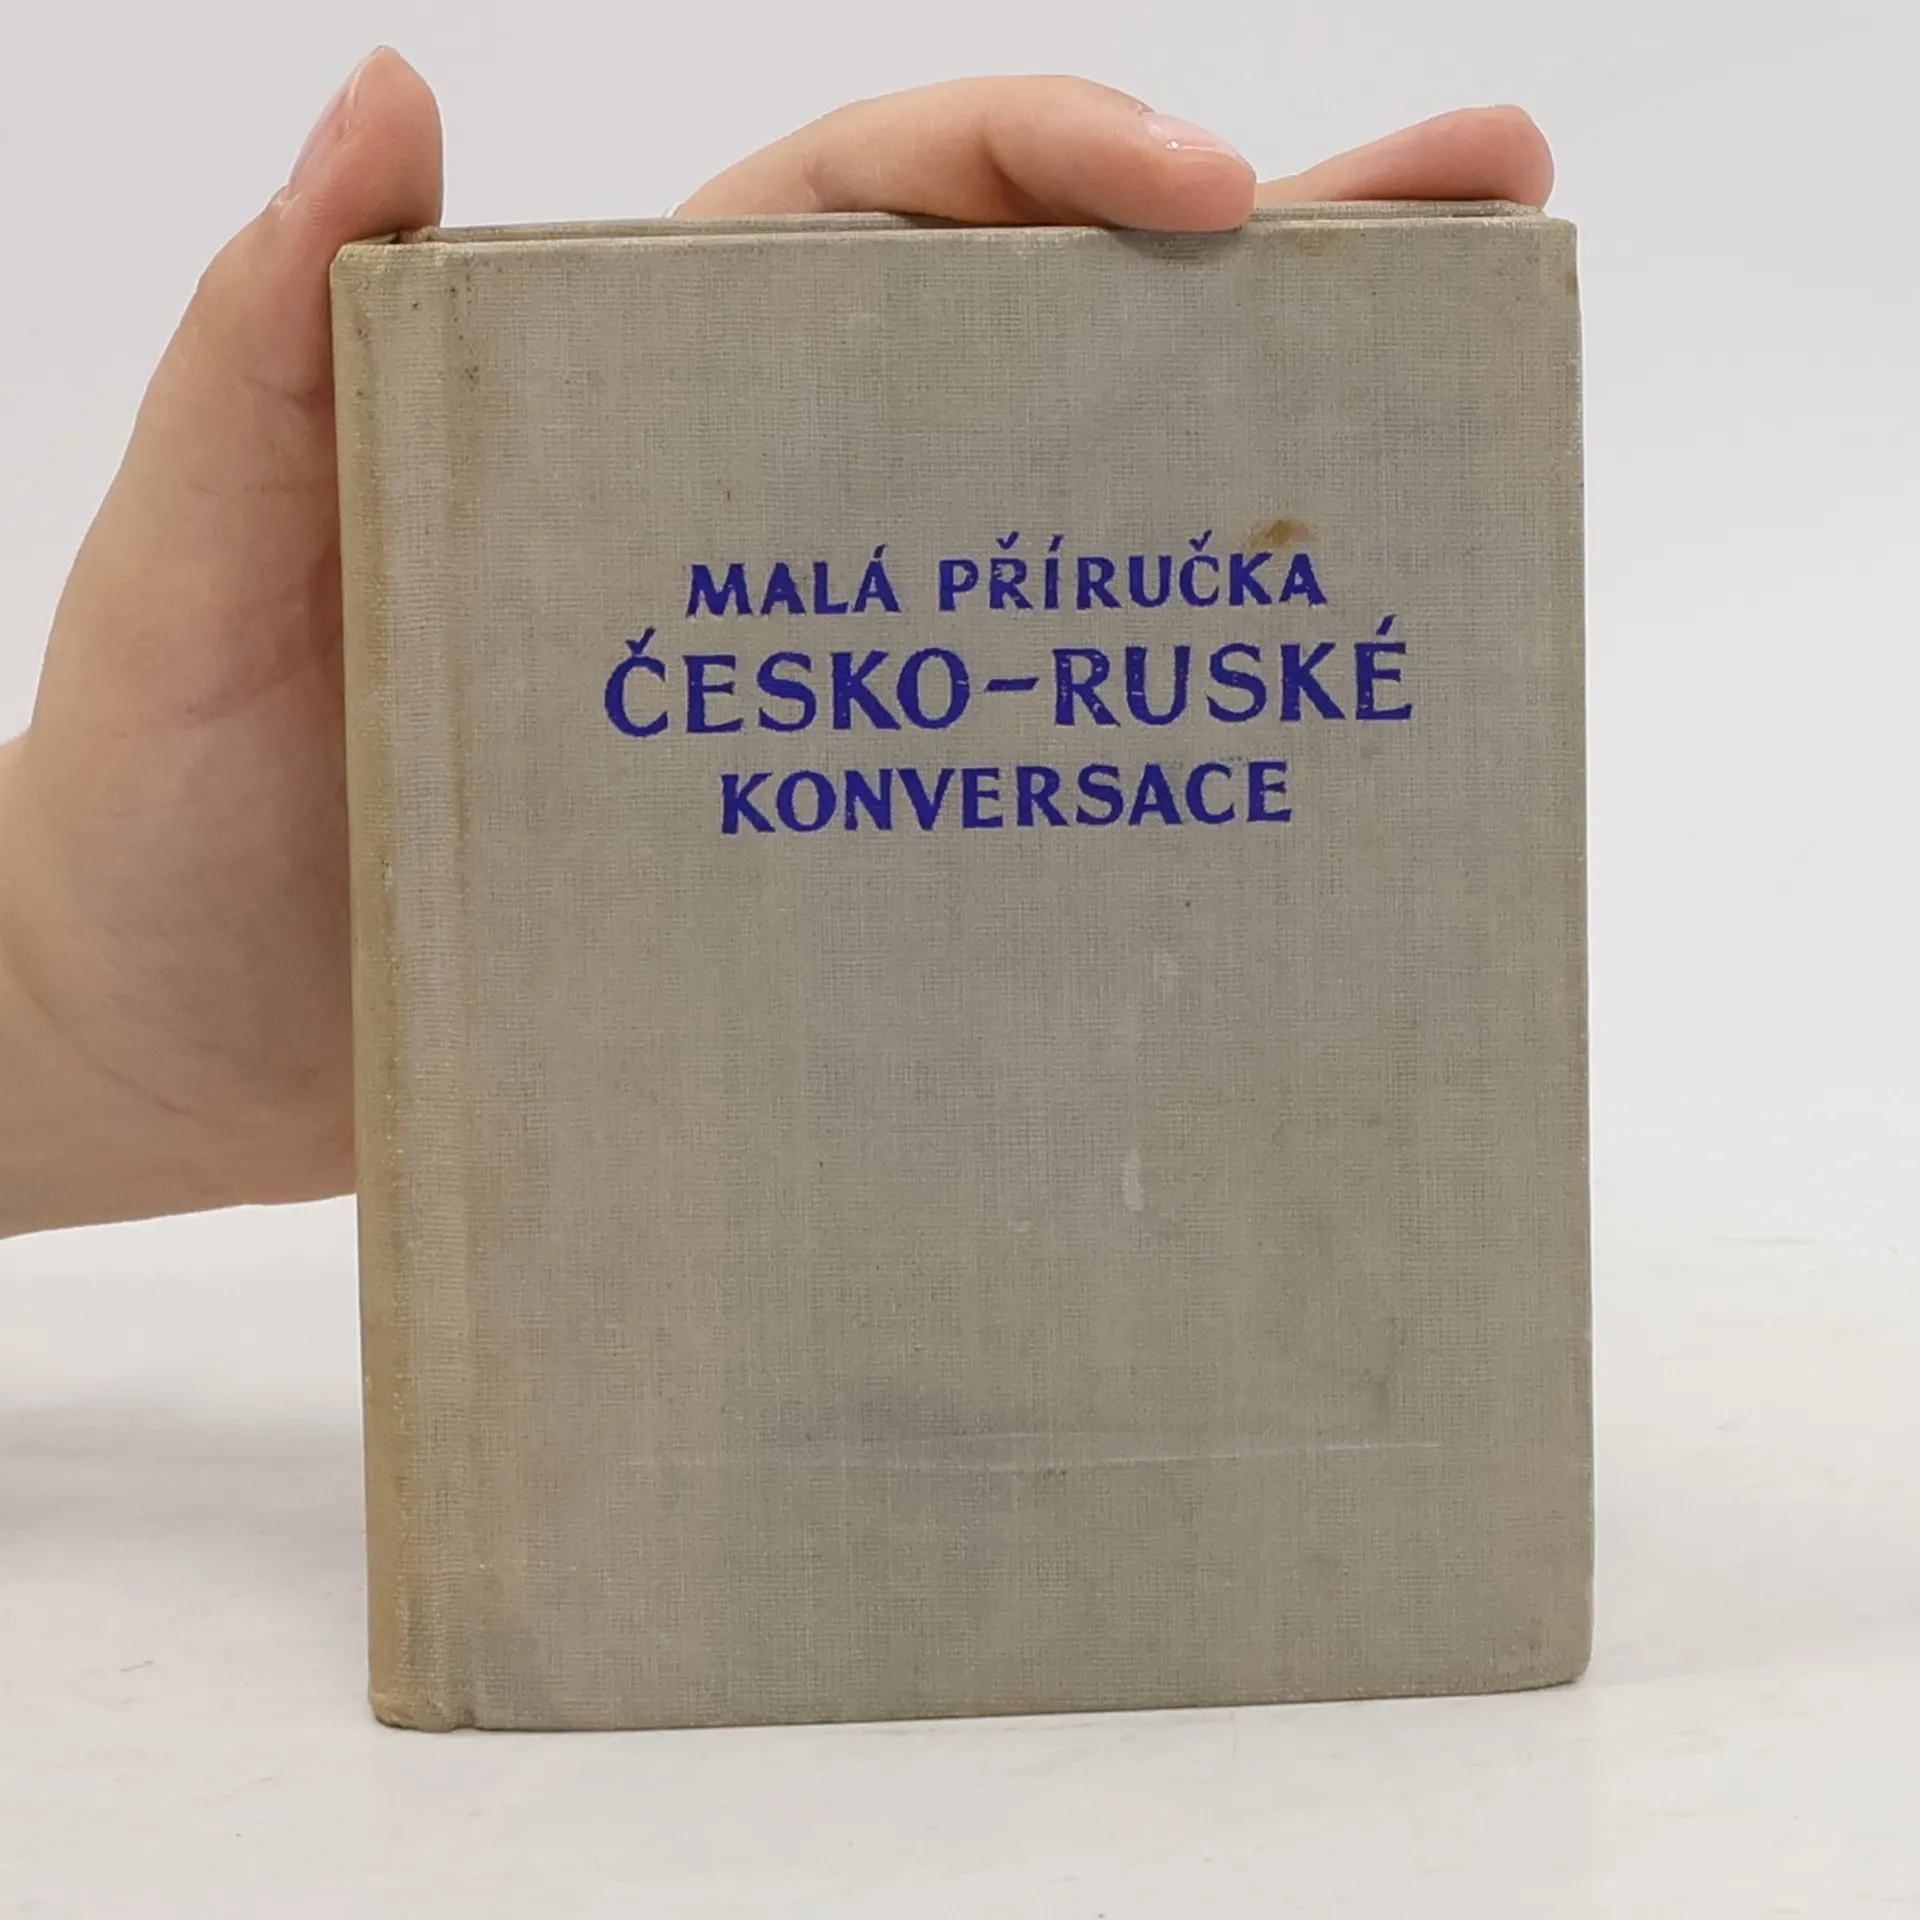 MALÁ PŘÍRUČKA
ČESKO-RUSKÉ
KONVERSACE